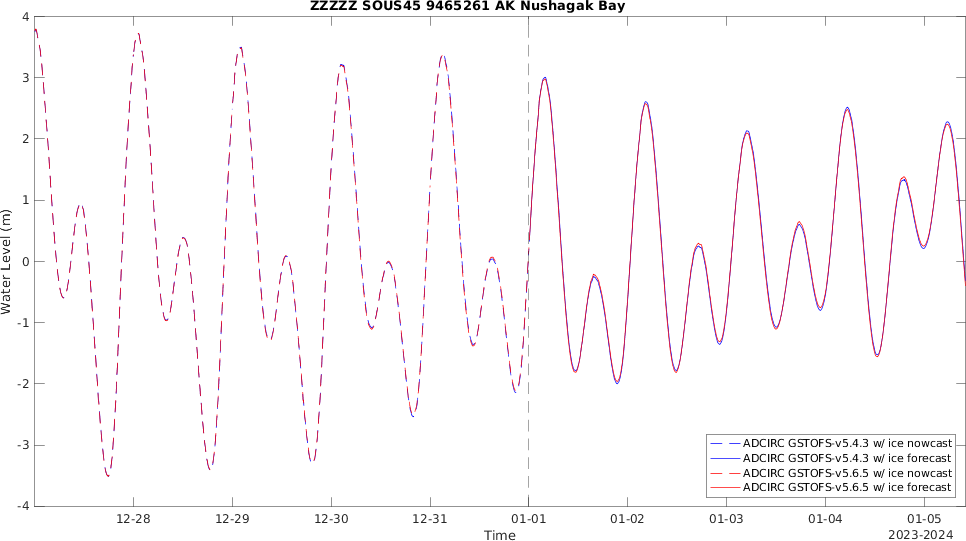 ZZZZZ SOUS45 9465261 AK Nushagak Bay
4
3
2
1
0
-1
-2
-3
-4
Water Level (m)
12-28
12-29
12-30
12-31
01-01
01-02
01-03
01-04
01-05
Time
2023-2024
ADCIRC GSTOFS-v5.4.3 w/ ice nowcast
ADCIRC GSTOFS-v5.4.3 w/ ice forecast
ADCIRC GSTOFS-v5.6.5 w/ ice nowcast
ADCIRC GSTOFS-v5.6.5 w/ ice forecast